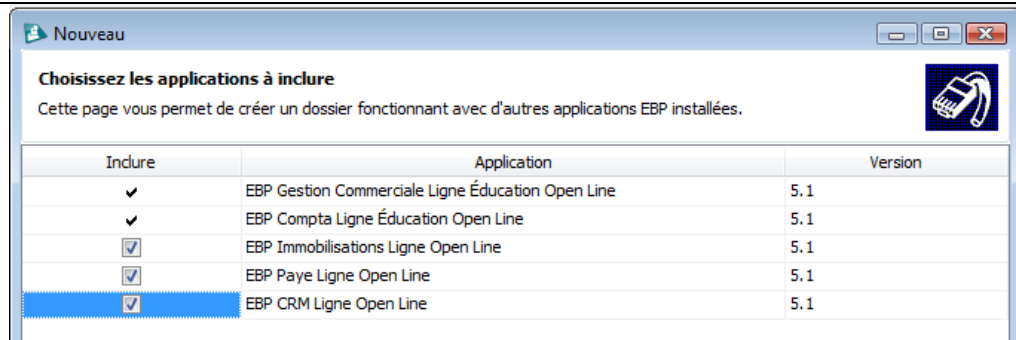 Nouveau
Choisissez les applications à inclure
Cette page vous permet de créer un dossier fonctionnant avec d'autres applications EBP installées.
Inclure Application Version
EBP Gestion Commerciale Ligne Éducation Open Line 5.1
EBP Compta Ligne Éducation Open Line 5.1
EBP Immobilisations Ligne Open Line 5.1
EBP Paye Ligne Open Line 5.1
EBP CRM Ligne Open Line 5.1